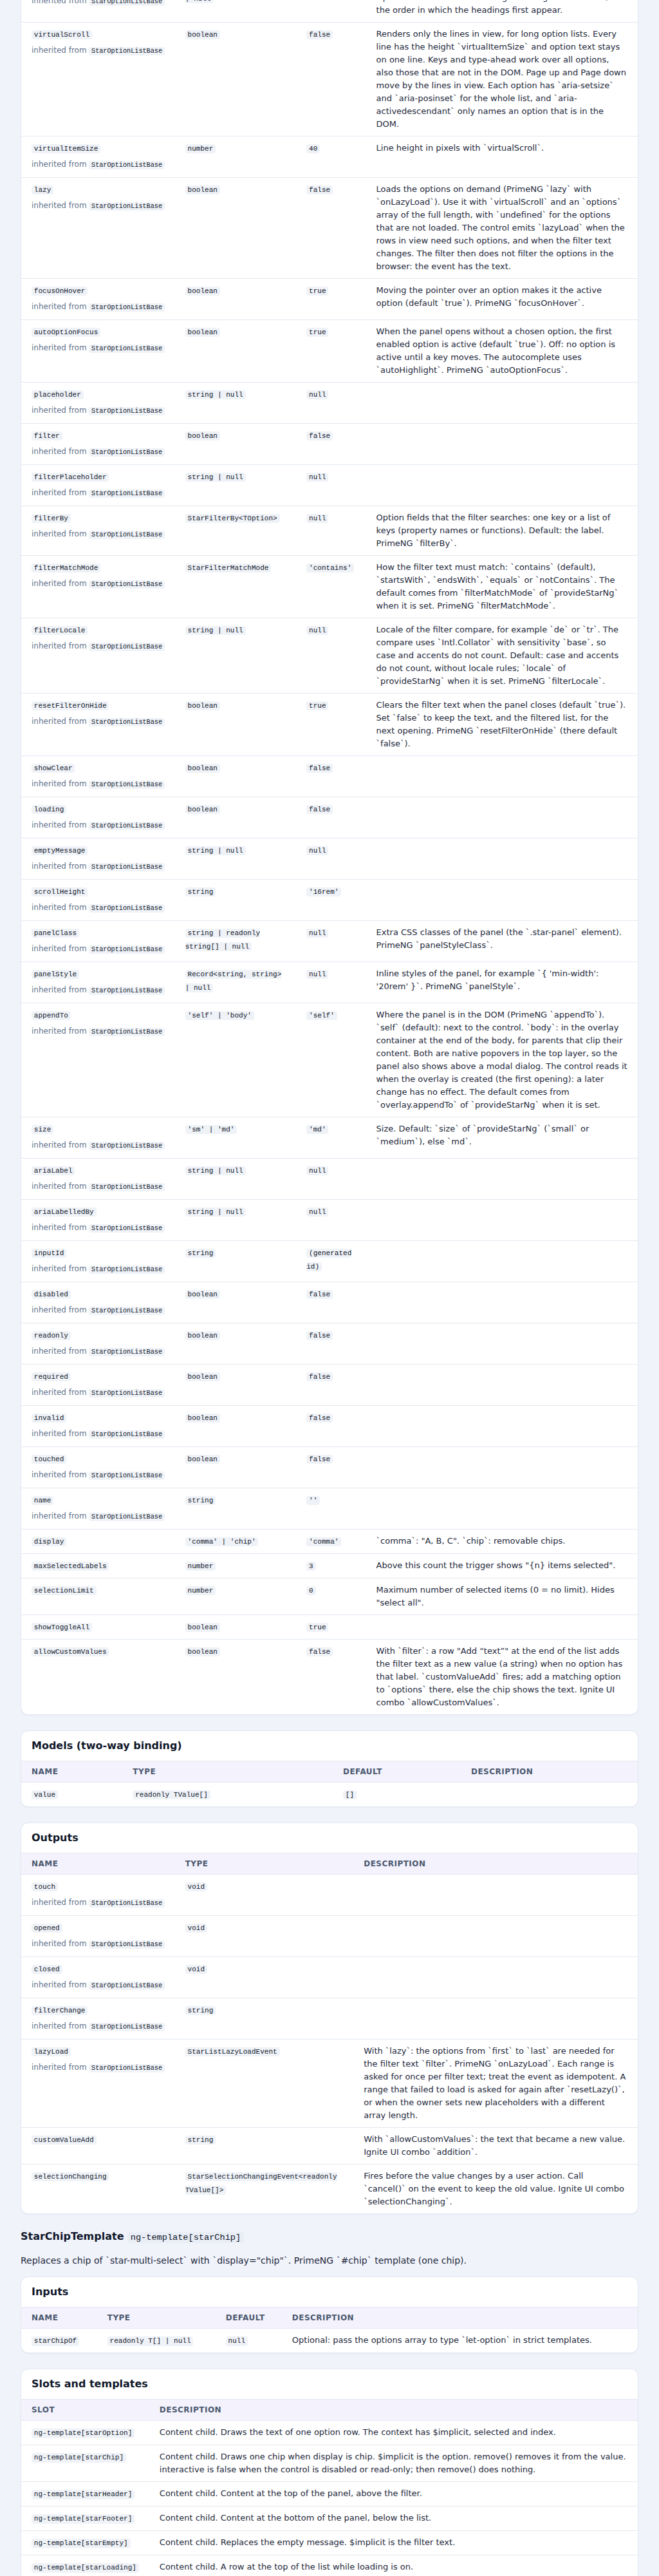 inherited from StarOptionListBase
the order in which the headings first appear.
virtualScroll boolean false Renders only the lines in view, for long option lists. Every
inherited from StarOptionListBase line has the height `virtualItemSize` and option text stays
on one line. Keys and type-ahead work over all options,
also those that are not in the DOM. Page up and Page down
move by the lines in view. Each option has `aria-setsize`
and `aria-posinset` for the whole list, and `aria-
activedescendant` only names an option that is in the
DOM.
virtualItemSize number 40 Line height in pixels with `virtualScroll`.
inherited from StarOptionListBase
lazy boolean false Loads the options on demand (PrimeNG `lazy` with
inherited from StarOptionListBase `onLazyLoad`). Use it with `virtualScroll` and an `options`
array of the full length, with `undefined` for the options
that are not loaded. The control emits `lazyLoad` when the
rows in view need such options, and when the filter text
changes. The filter then does not filter the options in the
browser: the event has the text.
focusOnHover boolean true Moving the pointer over an option makes it the active
inherited from StarOptionListBase option (default `true`). PrimeNG `focusOnHover`.
autoOptionFocus boolean true When the panel opens without a chosen option, the first
inherited from StarOptionListBase enabled option is active (default `true`). Off: no option is
active until a key moves. The autocomplete uses
`autoHighlight`. PrimeNG `autoOptionFocus`.
placeholder string | null null
inherited from StarOptionListBase
filter boolean false
inherited from StarOptionListBase
filterPlaceholder string | null null
inherited from StarOptionListBase
filterBy StarFilterBy<TOption> null Option fields that the filter searches: one key or a list of
inherited from StarOptionListBase keys (property names or functions). Default: the label.
PrimeNG `filterBy`.
filterMatchMode StarFilterMatchMode 'contains' How the filter text must match: `contains` (default),
inherited from StarOptionListBase `startsWith`, `endsWith`, `equals` or `notContains`. The
default comes from `filterMatchMode` of `provideStarNg`
when it is set. PrimeNG `filterMatchMode`.
filterLocale string | null null Locale of the filter compare, for example `de` or `tr`. The
inherited from StarOptionListBase compare uses `Intl.Collator` with sensitivity `base`, so
case and accents do not count. Default: case and accents
do not count, without locale rules; `locale` of
`provideStarNg` when it is set. PrimeNG `filterLocale`.
resetFilterOnHide boolean true Clears the filter text when the panel closes (default `true`).
inherited from StarOptionListBase Set `false` to keep the text, and the filtered list, for the
next opening. PrimeNG `resetFilterOnHide` (there default
`false`).
showClear boolean false
inherited from StarOptionListBase
loading boolean false
inherited from StarOptionListBase
emptyMessage string | null null
inherited from StarOptionListBase
scrollHeight string '16rem'
inherited from StarOptionListBase
panelClass string | readonly null Extra CSS classes of the panel (the `.star-panel` element).
inherited from StarOptionListBase string[] | null PrimeNG `panelStyleClass`.
panelStyle Record<string, string> null Inline styles of the panel, for example `{ 'min-width':
inherited from StarOptionListBase | null '20rem' }`. PrimeNG `panelStyle`.
appendTo 'self' | 'body' 'self' Where the panel is in the DOM (PrimeNG `appendTo`).
inherited from StarOptionListBase `self` (default): next to the control. `body`: in the overlay
container at the end of the body, for parents that clip their
content. Both are native popovers in the top layer, so the
panel also shows above a modal dialog. The control reads it
when the overlay is created (the first opening): a later
change has no effect. The default comes from
`overlay.appendTo` of `provideStarNg` when it is set.
size 'sm' | 'md' 'md' Size. Default: `size` of `provideStarNg` (`small` or
inherited from StarOptionListBase `medium`), else `md`.
ariaLabel string | null null
inherited from StarOptionListBase
ariaLabelledBy string | null null
inherited from StarOptionListBase
inputId string (generated
inherited from StarOptionListBase id)
disabled boolean false
inherited from StarOptionListBase
readonly boolean false
inherited from StarOptionListBase
required boolean false
inherited from StarOptionListBase
invalid boolean false
inherited from StarOptionListBase
touched boolean false
inherited from StarOptionListBase
name string ''
inherited from StarOptionListBase
display 'comma' | 'chip' 'comma' `comma`: "A, B, C". `chip`: removable chips.
maxSelectedLabels number 3 Above this count the trigger shows "{n} items selected".
selectionLimit number 0 Maximum number of selected items (0 = no limit). Hides
"select all".
showToggleAll boolean true
allowCustomValues boolean false With `filter`: a row "Add “text”" at the end of the list adds
the filter text as a new value (a string) when no option has
that label. `customValueAdd` fires; add a matching option
to `options` there, else the chip shows the text. Ignite UI
combo `allowCustomValues`.
Models (two-way binding)
NAME TYPE DEFAULT DESCRIPTION
value readonly TValue[] []
Outputs
NAME TYPE DESCRIPTION
touch void
inherited from StarOptionListBase
opened void
inherited from StarOptionListBase
closed void
inherited from StarOptionListBase
filterChange string
inherited from StarOptionListBase
lazyLoad StarListLazyLoadEvent With `lazy`: the options from `first` to `last` are needed for
inherited from StarOptionListBase the filter text `filter`. PrimeNG `onLazyLoad`. Each range is
asked for once per filter text; treat the event as idempotent. A
range that failed to load is asked for again after `resetLazy()`,
or when the owner sets new placeholders with a different
array length.
customValueAdd string With `allowCustomValues`: the text that became a new value.
Ignite UI combo `addition`.
selectionChanging StarSelectionChangingEvent<readonly Fires before the value changes by a user action. Call
TValue[]> `cancel()` on the event to keep the old value. Ignite UI combo
`selectionChanging`.
StarChipTemplate ng-template[starChip]
Replaces a chip of `star-multi-select` with `display="chip"`. PrimeNG `#chip` template (one chip).
Inputs
NAME TYPE DEFAULT DESCRIPTION
starChipOf readonly T[] | null null Optional: pass the options array to type `let-option` in strict templates.
Slots and templates
SLOT DESCRIPTION
ng-template[starOption] Content child. Draws the text of one option row. The context has $implicit, selected and index.
ng-template[starChip] Content child. Draws one chip when display is chip. $implicit is the option. remove() removes it from the value.
interactive is false when the control is disabled or read-only; then remove() does nothing.
ng-template[starHeader] Content child. Content at the top of the panel, above the filter.
ng-template[starFooter] Content child. Content at the bottom of the panel, below the list.
ng-template[starEmpty] Content child. Replaces the empty message. $implicit is the filter text.
ng-template[starLoading] Content child. A row at the top of the list while loading is on.